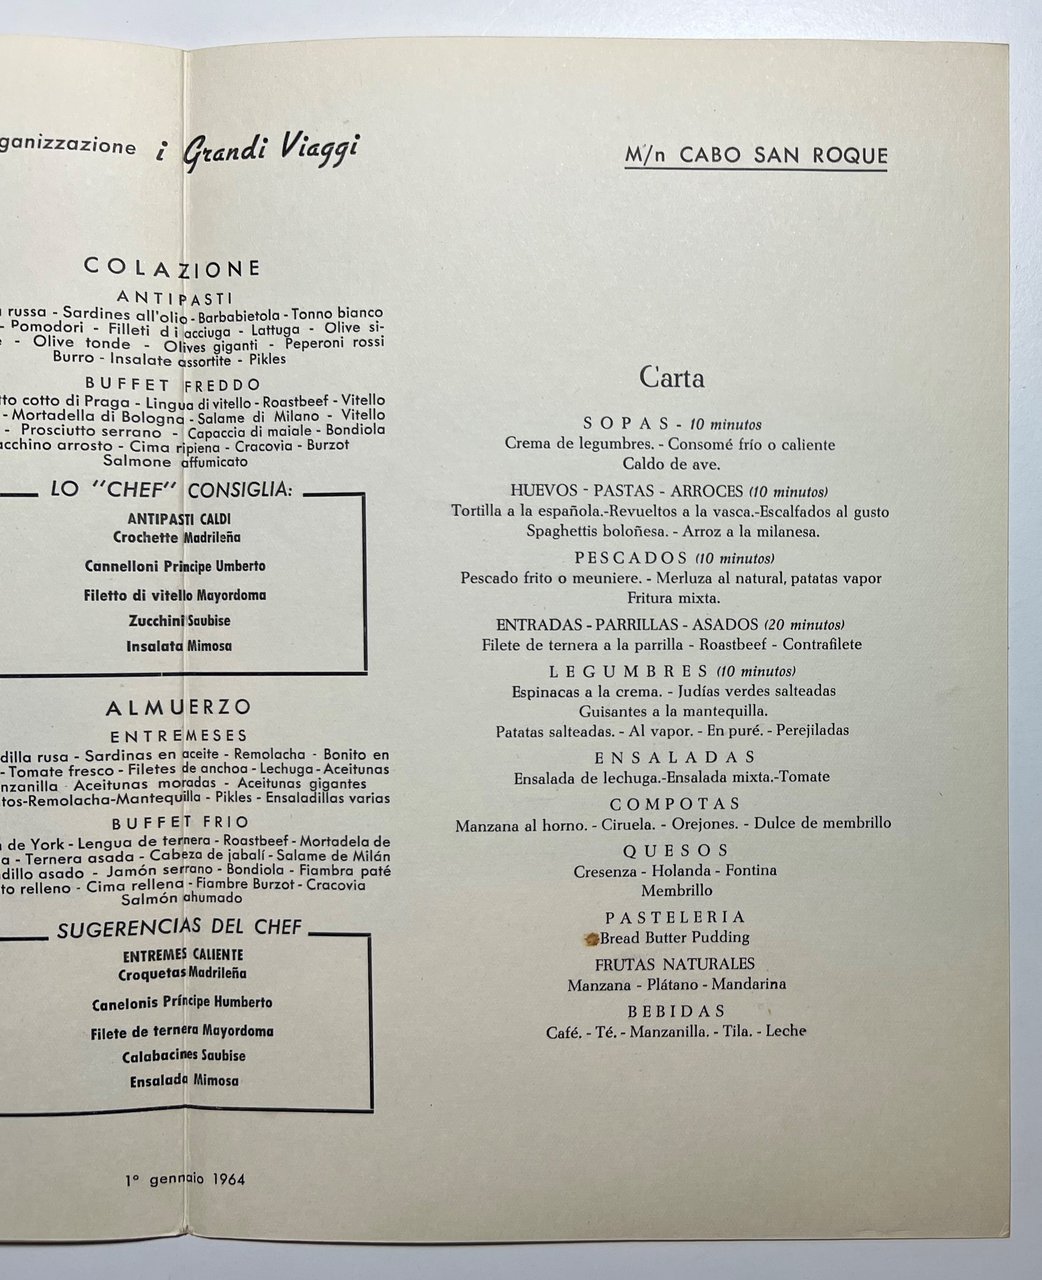 i Grandi Viaggi
COLAZIONE
ANTIPASTI
russa - Sardines all'olio - Barbabietola - Tonno bianco
- Pomodori - Filleti di acciuga - Lattuga - Olive si-
- Olive tonde - Olives giganti - Peperoni rossi
Burro - Insalate assortite - Pikles
BUFFET FREDDO
cotto di Praga - Lingua di vitello - Roastbeef - Vitello
- Mortadella di Bologna - Salame di Milano - Vitello
- Prosciutto serrano - Capaccia di maiale - Bondiola
arrosto - Cima ripiena - Cracovia - Burzot
Salmone affumicato
LO "CHEF" CONSIGLIA:
ANTIPASTI CALDI
Crochette Madrileña
Cannelloni Principe Umberto
Filetto di vitello Mayordoma
Zucchini Saubise
Insalata Mimosa
ALMUERZO
ENTREMESES
rusa - Sardinas en aceite - Remolacha - Bonito en
- Tomate fresco - Filetes de anchoa - Lechuga - Aceitunas
Aceitunas moradas - Aceitunas gigantes
-Remolacha-Mantequilla - Pikles - Ensaladillas varias
BUFFET FRIO
de York - Lengua de ternera - Roastbeef - Mortadela de
- Ternera asada - Cabeza de jabalí - Salame de Milán
asado - Jamón serrano - Bondiola - Fiambra paté
relleno - Cima rellena - Fiambre Burzot - Cracovia
Salmón ahumado
SUGERENCIAS DEL CHEF
ENTREMES CALIENTE
Croquetas Madrileña
Canelonis Príncipe Humberto
Filete de ternera Mayordoma
Calabacines Saubise
Ensalada Mimosa
1º gennaio 1964
M/n CABO SAN ROQUE
Carta
SOPAS - 10 minutos
Crema de legumbres. - Consomé frío o caliente
Caldo de ave.
HUEVOS - PASTAS - ARROCES (10 minutos)
Tortilla a la española.-Revueltos a la vasca.-Escalfados al gusto
Spaghettis boloñesa. - Arroz a la milanesa.
PESCADOS (10 minutos)
Pescado frito o meuniere. - Merluza al natural, patatas vapor
Fritura mixta.
ENTRADAS - PARRILLAS - ASADOS (20 minutos)
Filete de ternera a la parrilla - Roastbeef - Contrafilete
LEGUMBRES (10 minutos)
Espinacas a la crema. - Judías verdes salteadas
Guisantes a la mantequilla.
Patatas salteadas. - Al vapor. - En puré. - Perejiladas
ENSALADAS
Ensalada de lechuga.-Ensalada mixta.-Tomate
COMPOTAS
Manzana al horno. - Ciruela. - Orejones. - Dulce de membrillo
QUESOS
Cresenza - Holanda - Fontina
Membrillo
PASTELERIA
Bread Butter Pudding
FRUTAS NATURALES
Manzana - Plátano - Mandarina
BEBIDAS
Café. - Té. - Manzanilla. - Tila. - Leche